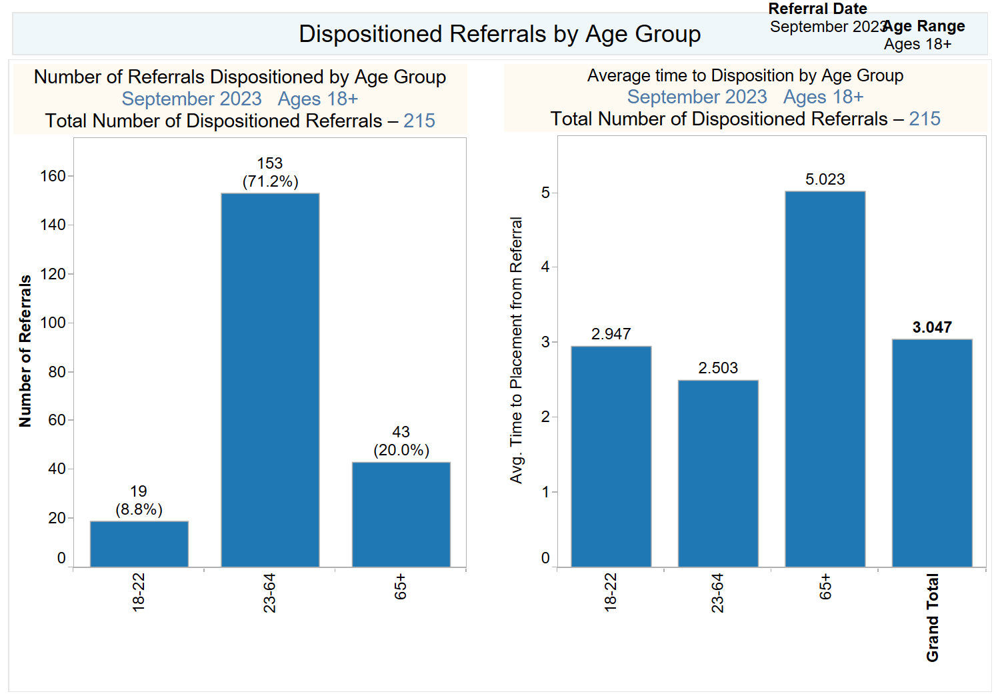 Referral Date
September 2023
Age Range
Ages 18+
Dispositioned Referrals by Age Group
Number of Referrals Dispositioned by Age Group
September 2023 Ages 18+
Total Number of Dispositioned Referrals – 215
Number of Referrals
160
140
120
100
80
60
40
20
0
19
(8.8%)
153
(71.2%)
43
(20.0%)
18-22
23-64
65+
Average time to Disposition by Age Group
September 2023 Ages 18+
Total Number of Dispositioned Referrals – 215
Avg. Time to Placement from Referral
5
4
3
2
1
0
2.947
2.503
5.023
3.047
18-22
23-64
65+
Grand Total